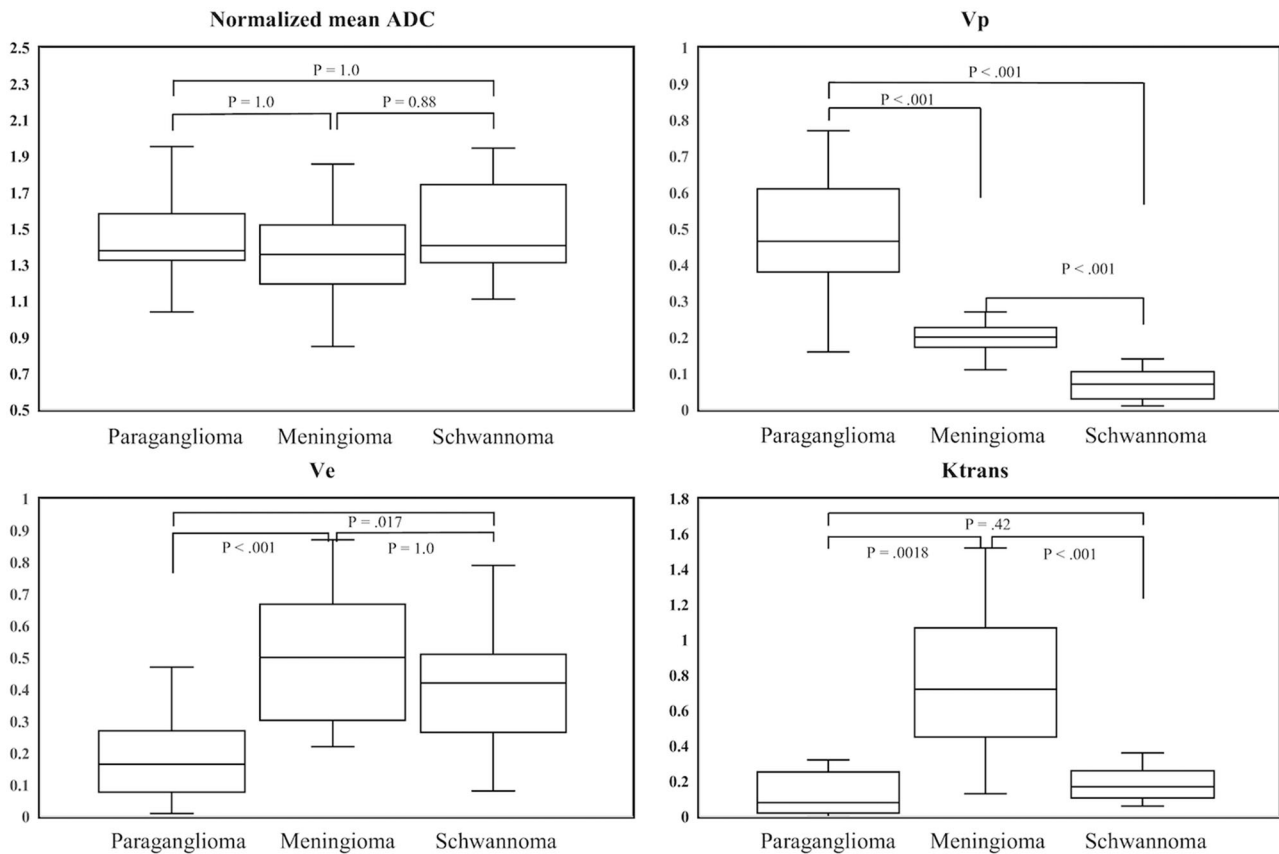 Normalized mean ADC
2.5
2.3
2.1
1.9
1.7
1.5
1.3
1.1
0.9
0.7
0.5
P = 1.0
P = 1.0
P = 0.88
Paraganglioma Meningioma Schwannoma
Vp
1
0.9
0.8
0.7
0.6
0.5
0.4
0.3
0.2
0.1
0
P < .001
P < .001
P < .001
Paraganglioma Meningioma Schwannoma
Ve
1
0.9
0.8
0.7
0.6
0.5
0.4
0.3
0.2
0.1
0
P = .017
P < .001
P = 1.0
Paraganglioma Meningioma Schwannoma
Ktrans
1.8
1.6
1.4
1.2
1
0.8
0.6
0.4
0.2
0
P = .42
P = .0018
P < .001
Paraganglioma Meningioma Schwannoma